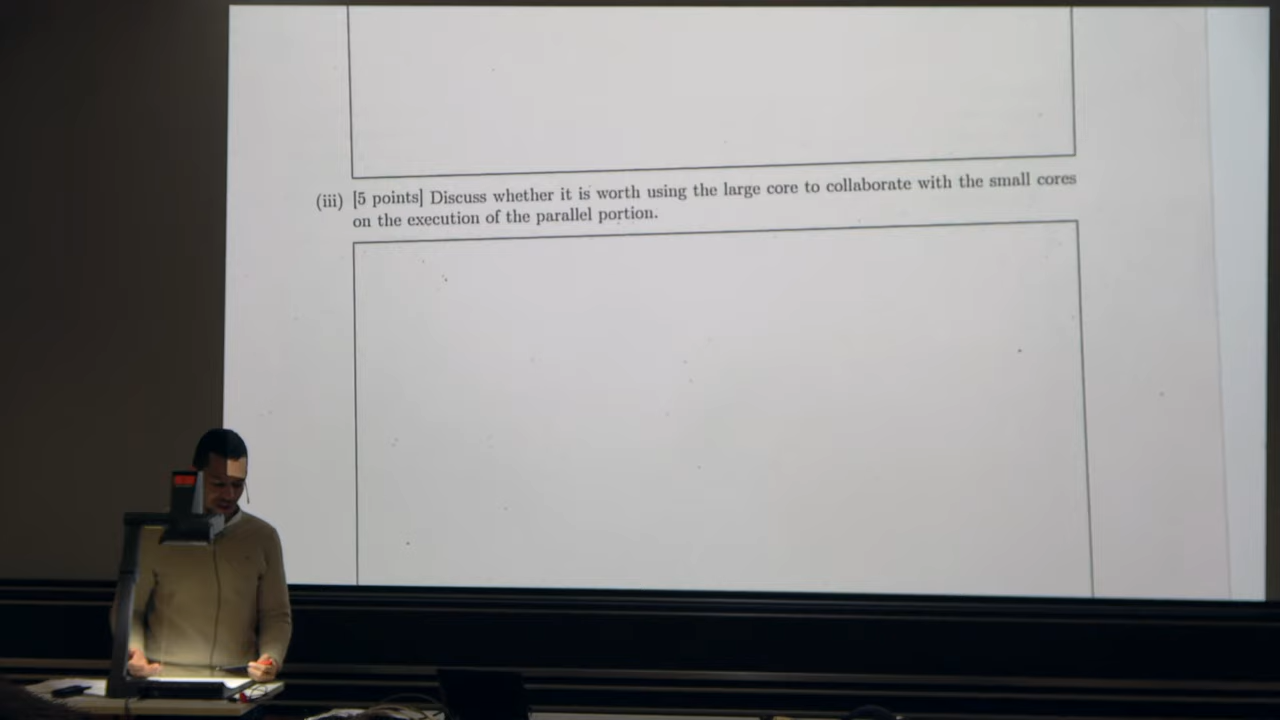 (iii) [5 points] Discuss whether it is worth using the large core to collaborate with the small cores
on the execution of the parallel portion.